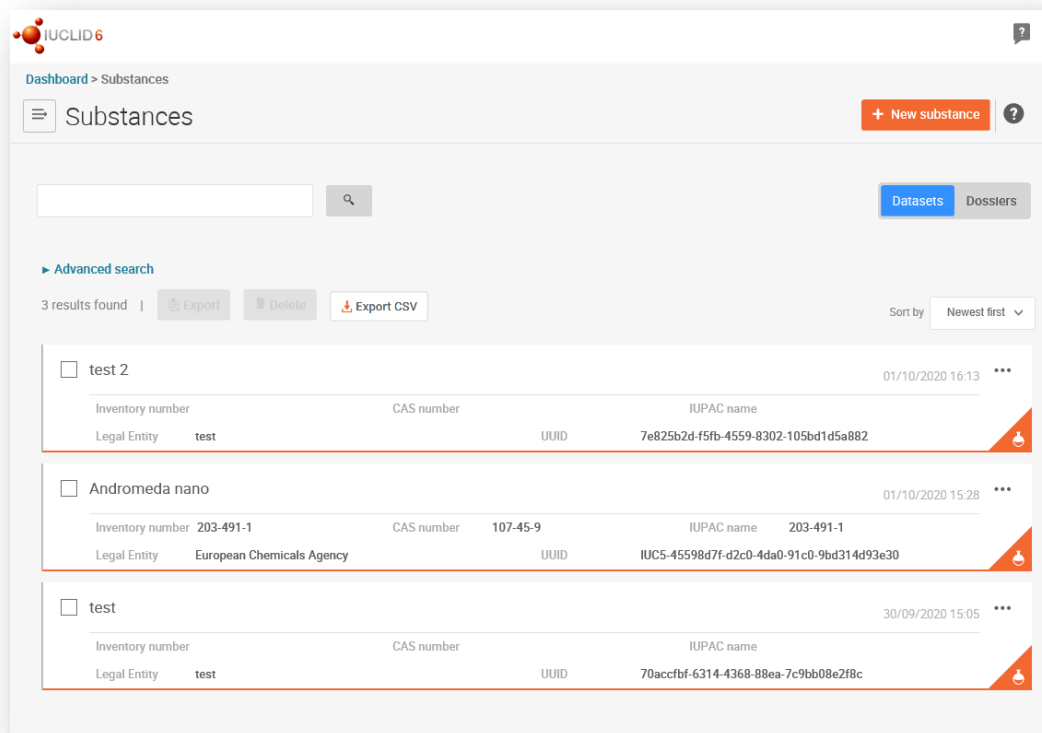 IUCLID 6
?
Dashboard > Substances
Substances
+ New substance
?
Datasets Dossiers
► Advanced search
3 results found | Export Delete Export CSV
Sort by Newest first
test 2
01/10/2020 16:13
Inventory number CAS number IUPAC name
Legal Entity test UUID 7e825b2d-f5fb-4559-8302-105bd1d5a882
Andromeda nano
01/10/2020 15:28
Inventory number 203-491-1 CAS number 107-45-9 IUPAC name 203-491-1
Legal Entity European Chemicals Agency UUID IUC5-45598d7f-d2c0-4da0-91c0-9bd314d93e30
test
30/09/2020 15:05
Inventory number CAS number IUPAC name
Legal Entity test UUID 70accfbf-6314-4368-88ea-7c9bb08e2f8c